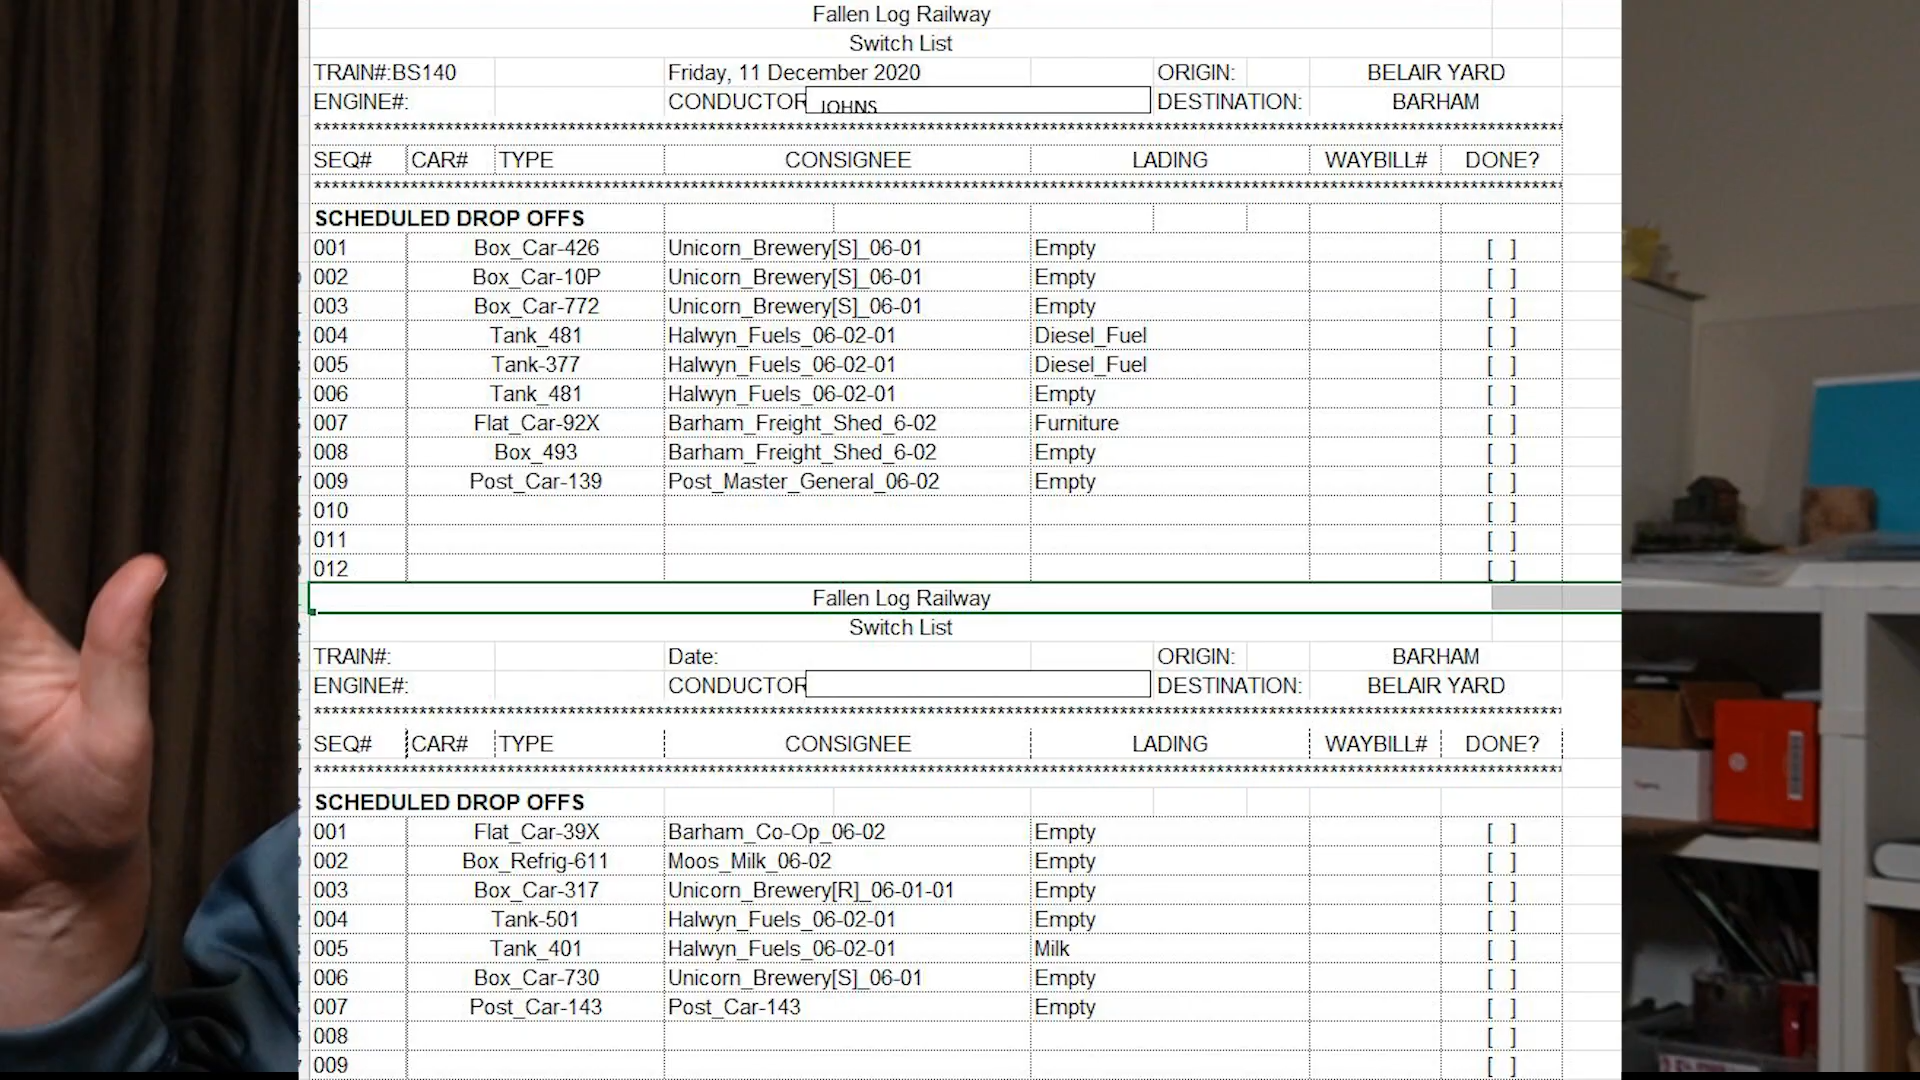 Fallen Log Railway
Switch List
TRAIN#:BS140 Friday, 11 December 2020 ORIGIN: BELAIR YARD
ENGINE#: CONDUCTOR JOHNS DESTINATION: BARHAM
SEQ# CAR# TYPE CONSIGNEE LADING WAYBILL# DONE?
SCHEDULED DROP OFFS
001 Box_Car-426 Unicorn_Brewery[S]_06-01 Empty [ ]
002 Box_Car-10P Unicorn_Brewery[S]_06-01 Empty [ ]
003 Box_Car-772 Unicorn_Brewery[S]_06-01 Empty [ ]
004 Tank_481 Halwyn_Fuels_06-02-01 Diesel_Fuel [ ]
005 Tank-377 Halwyn_Fuels_06-02-01 Diesel_Fuel [ ]
006 Tank_481 Halwyn_Fuels_06-02-01 Empty [ ]
007 Flat_Car-92X Barham_Freight_Shed_6-02 Furniture [ ]
008 Box_493 Barham_Freight_Shed_6-02 Empty [ ]
009 Post_Car-139 Post_Master_General_06-02 Empty [ ]
010 [ ]
011 [ ]
012 [ ]
Fallen Log Railway
Switch List
TRAIN#: Date: ORIGIN: BARHAM
ENGINE#: CONDUCTOR DESTINATION: BELAIR YARD
SEQ# CAR# TYPE CONSIGNEE LADING WAYBILL# DONE?
SCHEDULED DROP OFFS
001 Flat_Car-39X Barham_Co-Op_06-02 Empty [ ]
002 Box_Refrig-611 Moos_Milk_06-02 Empty [ ]
003 Box_Car-317 Unicorn_Brewery[R]_06-01-01 Empty [ ]
004 Tank-501 Halwyn_Fuels_06-02-01 Empty [ ]
005 Tank_401 Halwyn_Fuels_06-02-01 Milk [ ]
006 Box_Car-730 Unicorn_Brewery[S]_06-01 Empty [ ]
007 Post_Car-143 Post_Car-143 Empty [ ]
008 [ ]
009 [ ]